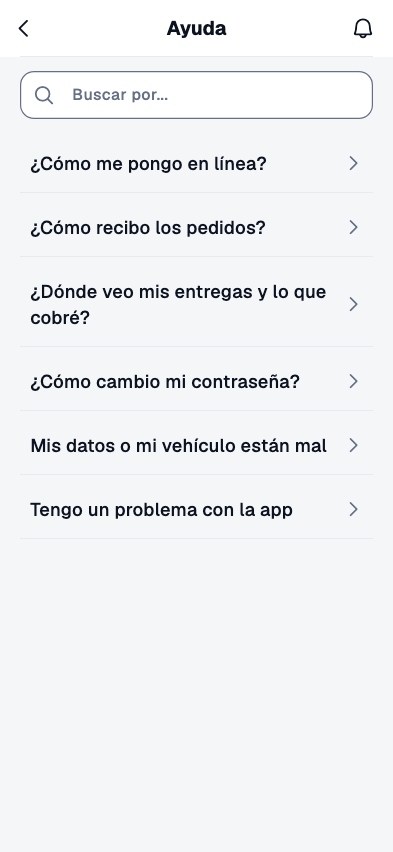 Ayuda
Buscar por...
¿Cómo me pongo en línea?
¿Cómo recibo los pedidos?
¿Dónde veo mis entregas y lo que
cobré?
¿Cómo cambio mi contraseña?
Mis datos o mi vehículo están mal
Tengo un problema con la app